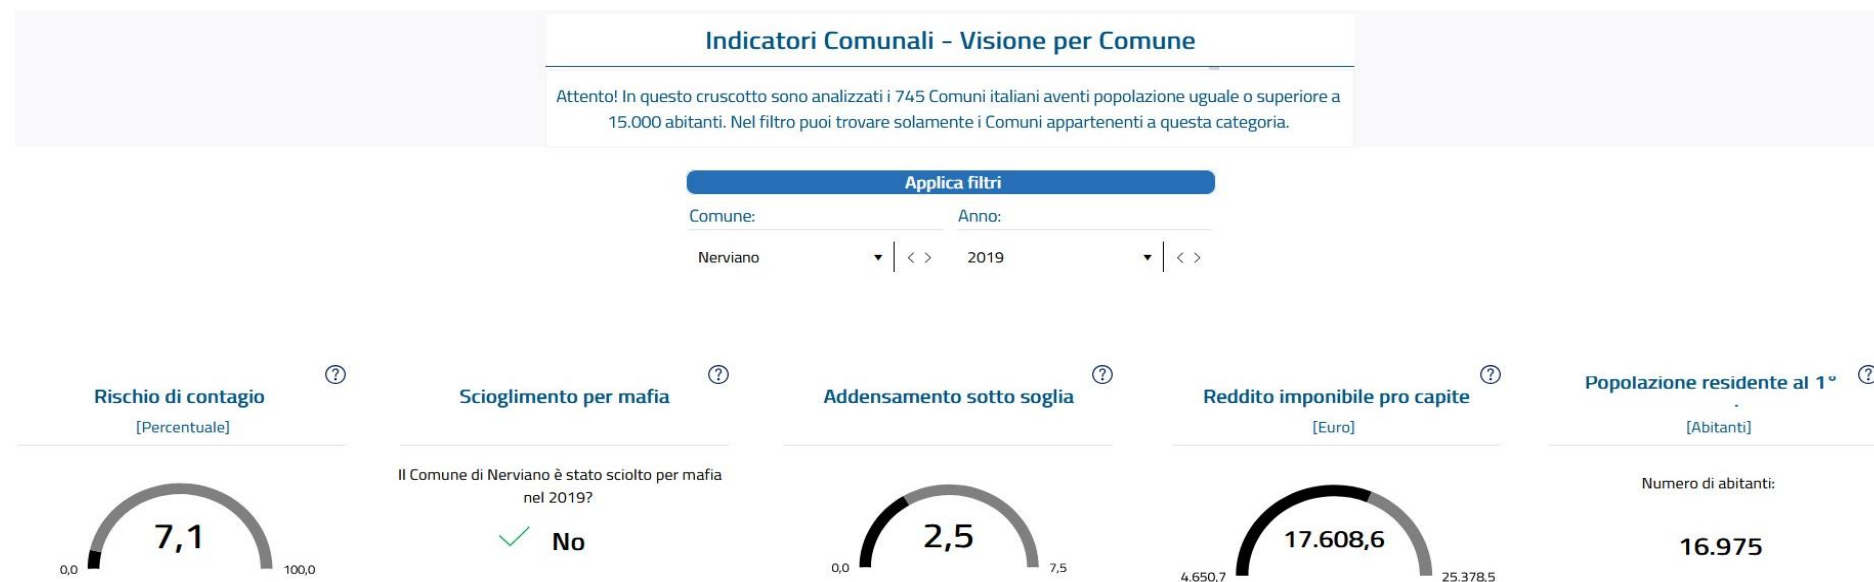 Indicatori Comunali - Visione per Comune
Attento! In questo cruscotto sono analizzati i 745 Comuni italiani aventi popolazione uguale o superiore a
15.000 abitanti. Nel filtro puoi trovare solamente i Comuni appartenenti a questa categoria.
Applica filtri
Comune: Anno:
Nerviano 2019
Rischio di contagio
[Percentuale]
7,1
0,0 100,0
Scioglimento per mafia
Il Comune di Nerviano è stato sciolto per mafia
nel 2019?
No
Addensamento sotto soglia
2,5
0,0 7,5
Reddito imponibile pro capite
[Euro]
17.608,6
4.650,7 25.378,5
Popolazione residente al 1°
[Abitanti]
Numero di abitanti:
16.975